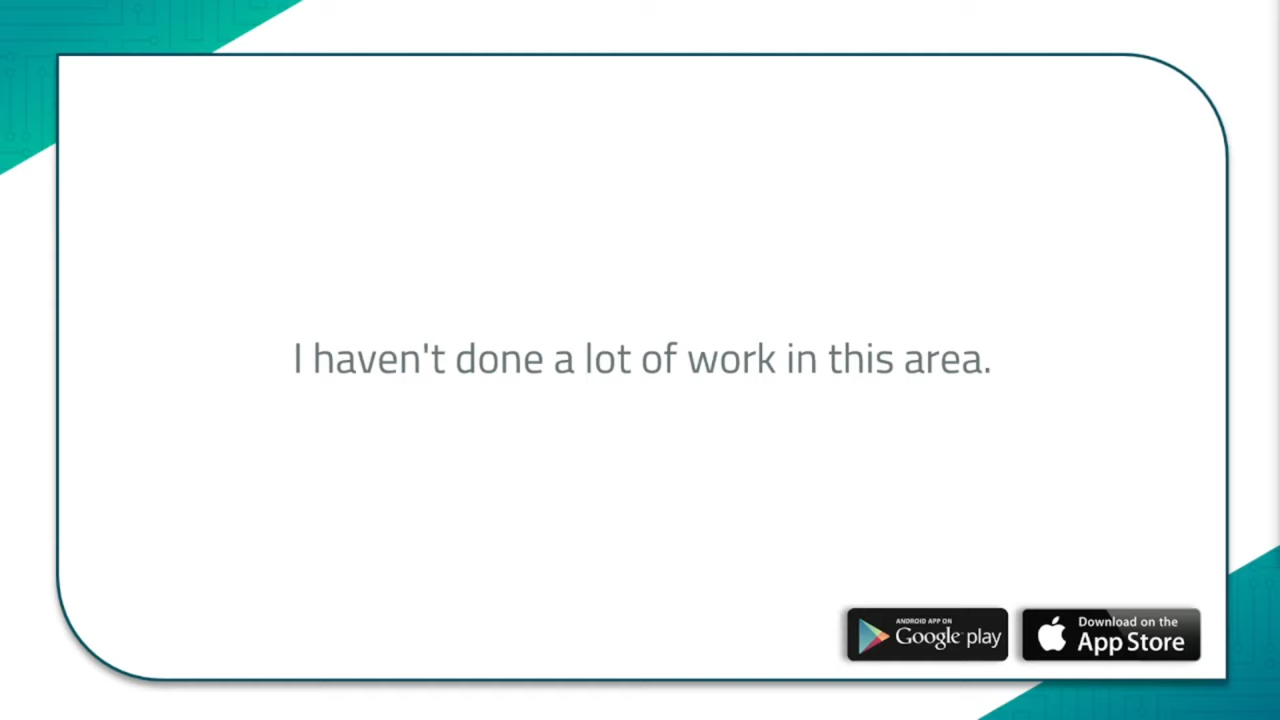 I haven't done a lot of work in this area.
ANDROID APP ON
Google play
Download on the
App Store